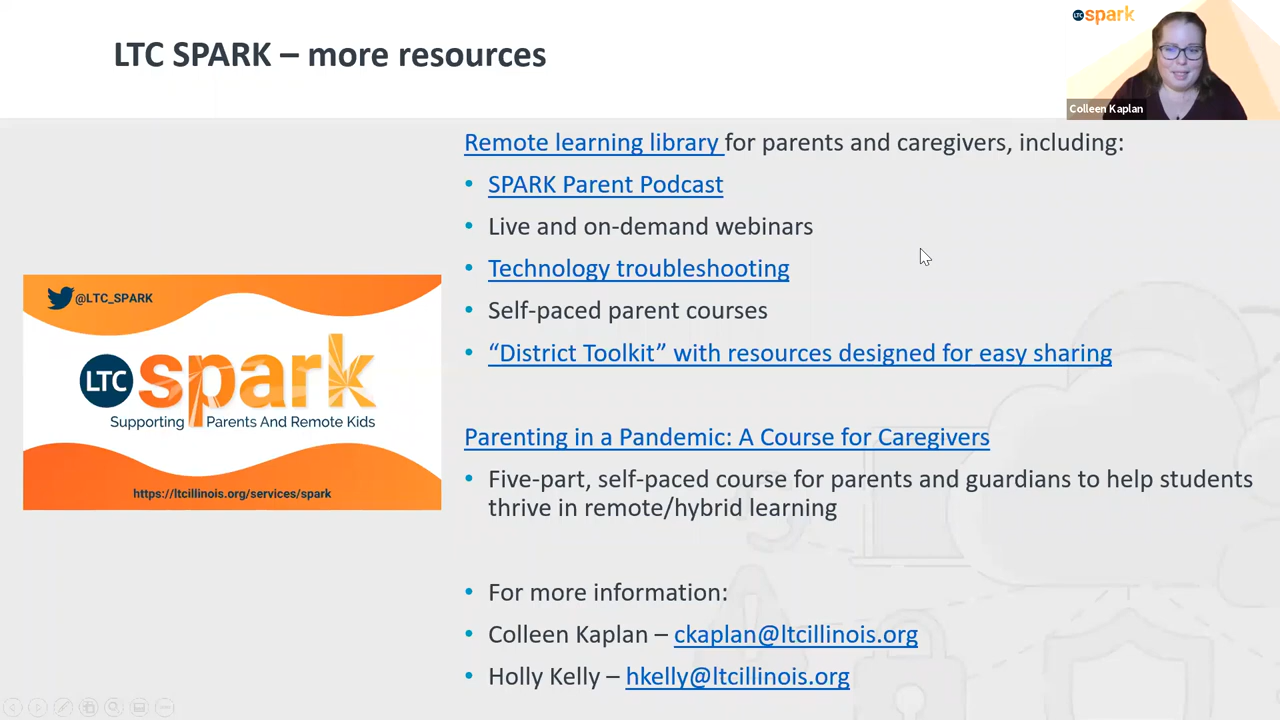 LTC SPARK – more resources
LTC spark
Colleen Kaplan
Remote learning library for parents and caregivers, including:
• SPARK Parent Podcast
• Live and on-demand webinars
• Technology troubleshooting
• Self-paced parent courses
• “District Toolkit” with resources designed for easy sharing
@LTC_SPARK
LTC spark
Supporting Parents And Remote Kids
https://ltcillinois.org/services/spark
Parenting in a Pandemic: A Course for Caregivers
• Five-part, self-paced course for parents and guardians to help students
thrive in remote/hybrid learning
• For more information:
• Colleen Kaplan – ckaplan@ltcillinois.org
• Holly Kelly – hkelly@ltcillinois.org